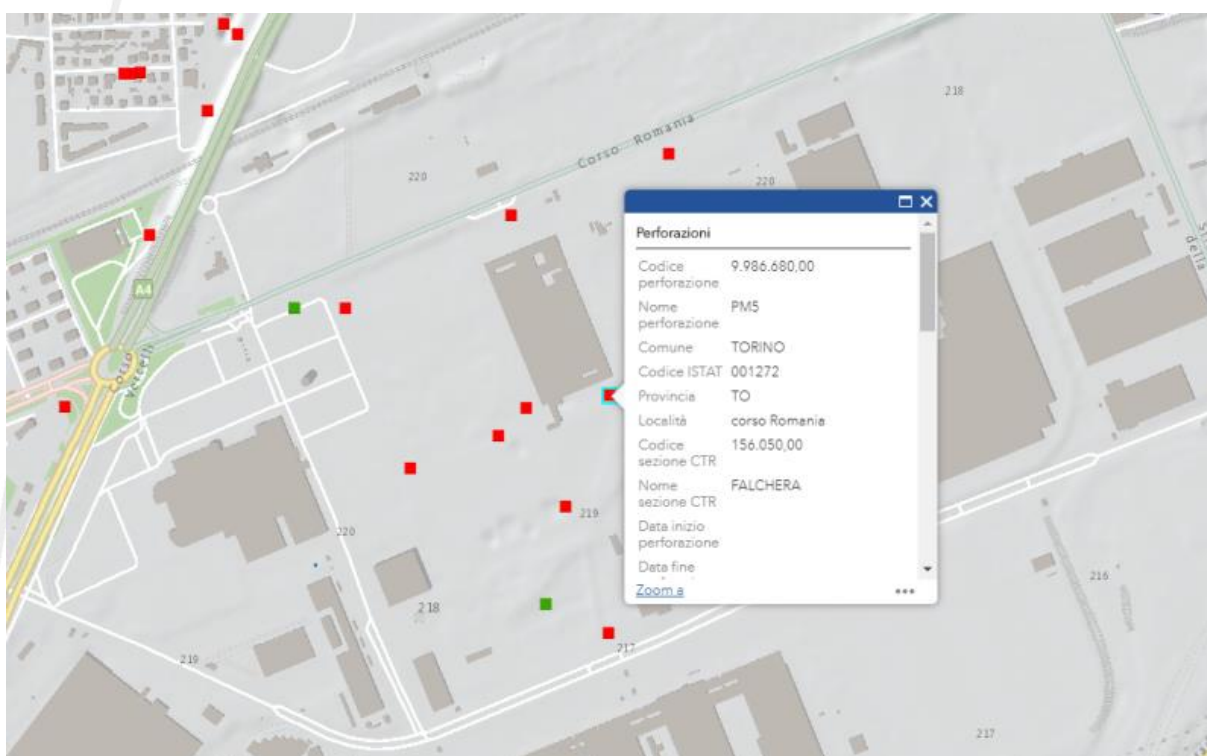 218
Corso Romania
220
220
Perforazioni
Codice perforazione 9.986.680,00
Nome perforazione PM5
Comune TORINO
Codice ISTAT 001272
Provincia TO
Località corso Romania
Codice sezione CTR 156.050,00
Nome sezione CTR FALCHERA
Data inizio perforazione
Data fine
Zoom a
della
A4
Corso Vercelli
219
220
218
216
217
219
217